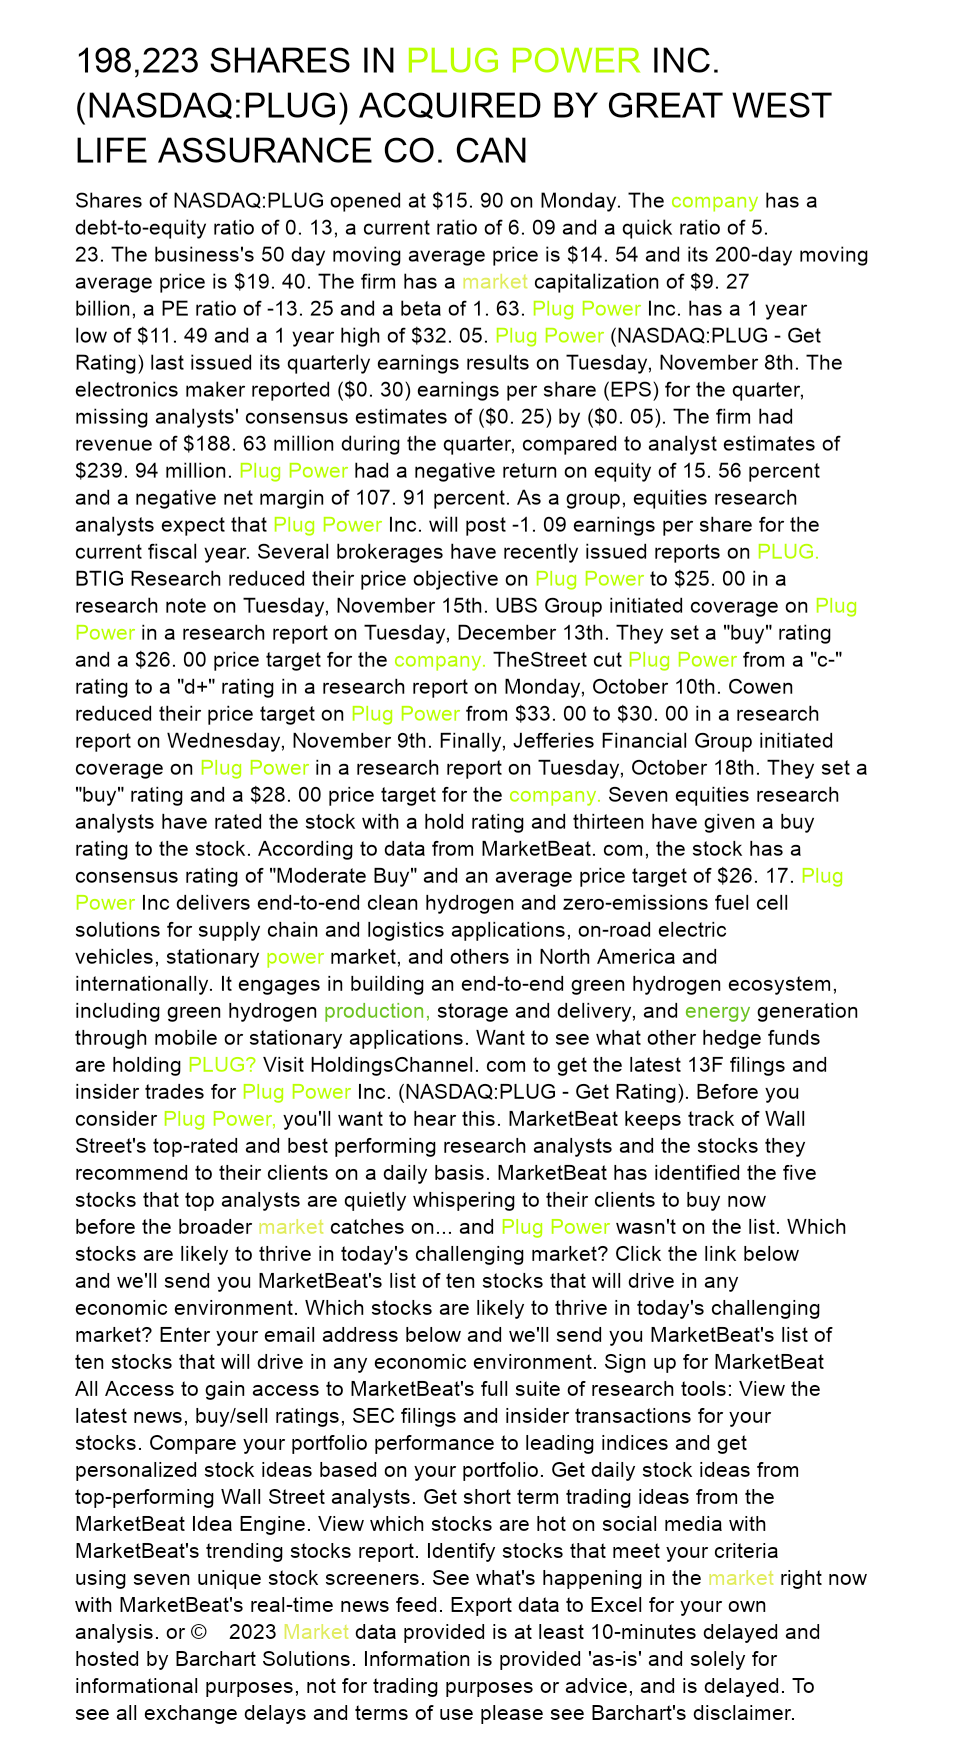 198,223 SHARES IN PLUG POWER INC.
(NASDAQ:PLUG) ACQUIRED BY GREAT WEST
LIFE ASSURANCE CO. CAN
Shares of NASDAQ:PLUG opened at $15. 90 on Monday. The company has a
debt-to-equity ratio of 0. 13, a current ratio of 6. 09 and a quick ratio of 5.
23. The business's 50 day moving average price is $14. 54 and its 200-day moving
average price is $19. 40. The firm has a market capitalization of $9. 27
billion, a PE ratio of -13. 25 and a beta of 1. 63. Plug Power Inc. has a 1 year
low of $11. 49 and a 1 year high of $32. 05. Plug Power (NASDAQ:PLUG - Get
Rating) last issued its quarterly earnings results on Tuesday, November 8th. The
electronics maker reported ($0. 30) earnings per share (EPS) for the quarter,
missing analysts' consensus estimates of ($0. 25) by ($0. 05). The firm had
revenue of $188. 63 million during the quarter, compared to analyst estimates of
$239. 94 million. Plug Power had a negative return on equity of 15. 56 percent
and a negative net margin of 107. 91 percent. As a group, equities research
analysts expect that Plug Power Inc. will post -1. 09 earnings per share for the
current fiscal year. Several brokerages have recently issued reports on PLUG.
BTIG Research reduced their price objective on Plug Power to $25. 00 in a
research note on Tuesday, November 15th. UBS Group initiated coverage on Plug
Power in a research report on Tuesday, December 13th. They set a "buy" rating
and a $26. 00 price target for the company. TheStreet cut Plug Power from a "c-"
rating to a "d+" rating in a research report on Monday, October 10th. Cowen
reduced their price target on Plug Power from $33. 00 to $30. 00 in a research
report on Wednesday, November 9th. Finally, Jefferies Financial Group initiated
coverage on Plug Power in a research report on Tuesday, October 18th. They set a
"buy" rating and a $28. 00 price target for the company. Seven equities research
analysts have rated the stock with a hold rating and thirteen have given a buy
rating to the stock. According to data from MarketBeat. com, the stock has a
consensus rating of "Moderate Buy" and an average price target of $26. 17. Plug
Power Inc delivers end-to-end clean hydrogen and zero-emissions fuel cell
solutions for supply chain and logistics applications, on-road electric
vehicles, stationary power market, and others in North America and
internationally. It engages in building an end-to-end green hydrogen ecosystem,
including green hydrogen production, storage and delivery, and energy generation
through mobile or stationary applications. Want to see what other hedge funds
are holding PLUG? Visit HoldingsChannel. com to get the latest 13F filings and
insider trades for Plug Power Inc. (NASDAQ:PLUG - Get Rating). Before you
consider Plug Power, you'll want to hear this. MarketBeat keeps track of Wall
Street's top-rated and best performing research analysts and the stocks they
recommend to their clients on a daily basis. MarketBeat has identified the five
stocks that top analysts are quietly whispering to their clients to buy now
before the broader market catches on... and Plug Power wasn't on the list. Which
stocks are likely to thrive in today's challenging market? Click the link below
and we'll send you MarketBeat's list of ten stocks that will drive in any
economic environment. Which stocks are likely to thrive in today's challenging
market? Enter your email address below and we'll send you MarketBeat's list of
ten stocks that will drive in any economic environment. Sign up for MarketBeat
All Access to gain access to MarketBeat's full suite of research tools: View the
latest news, buy/sell ratings, SEC filings and insider transactions for your
stocks. Compare your portfolio performance to leading indices and get
personalized stock ideas based on your portfolio. Get daily stock ideas from
top-performing Wall Street analysts. Get short term trading ideas from the
MarketBeat Idea Engine. View which stocks are hot on social media with
MarketBeat's trending stocks report. Identify stocks that meet your criteria
using seven unique stock screeners. See what's happening in the market right now
with MarketBeat's real-time news feed. Export data to Excel for your own
analysis. or ©    2023 Market data provided is at least 10-minutes delayed and
hosted by Barchart Solutions. Information is provided 'as-is' and solely for
informational purposes, not for trading purposes or advice, and is delayed. To
see all exchange delays and terms of use please see Barchart's disclaimer.